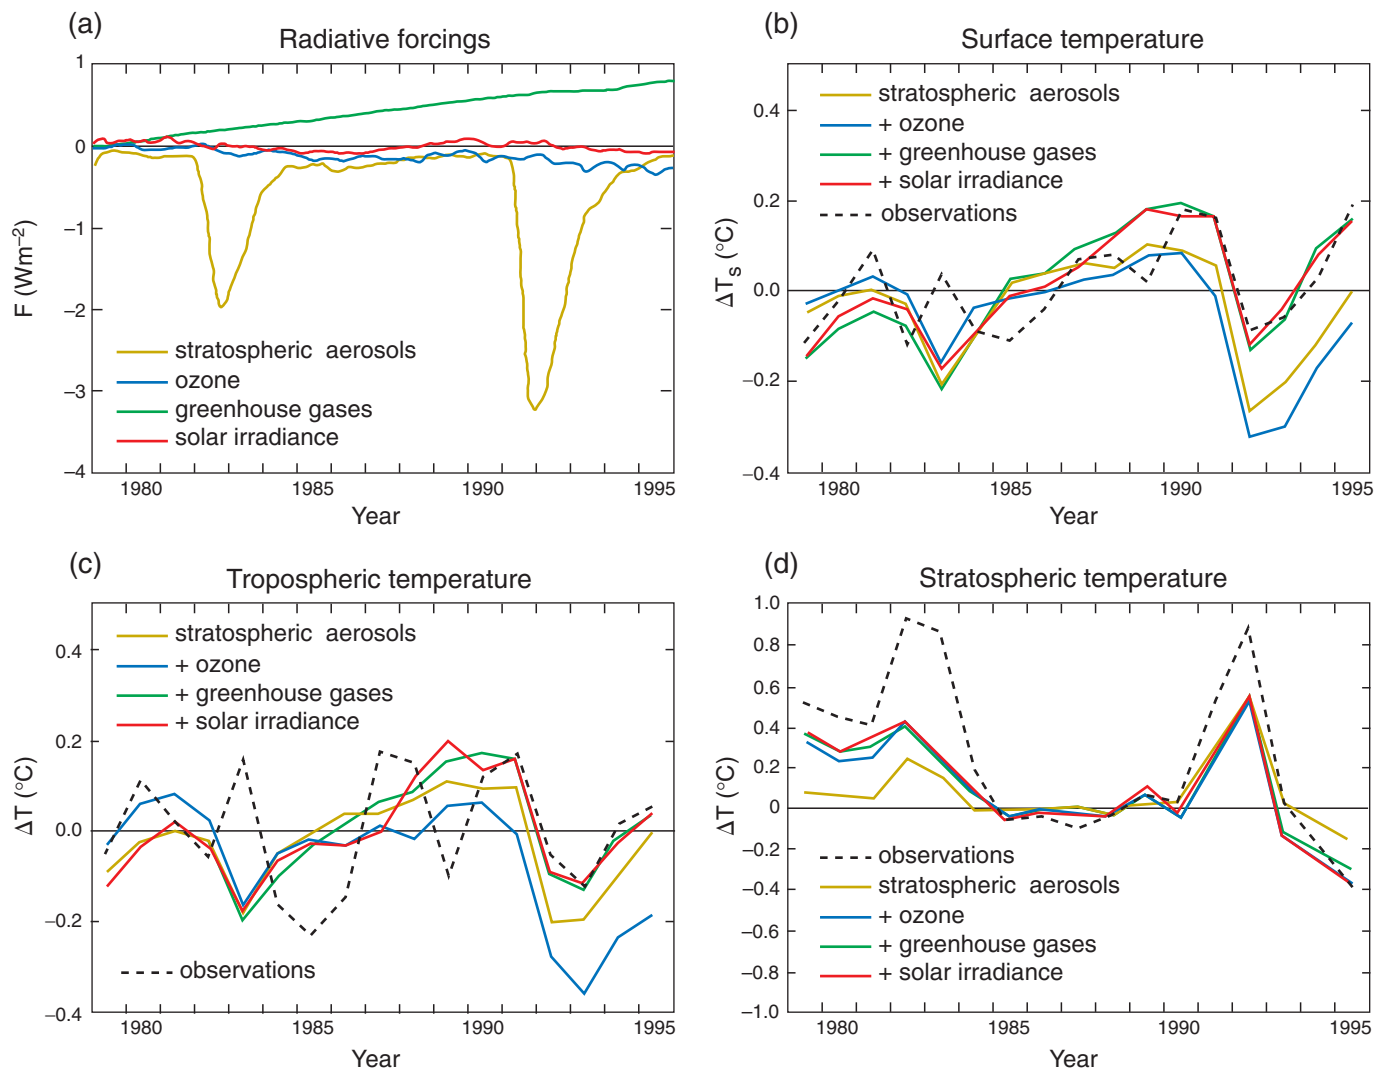 (a)
Radiative forcings
1
0
−1
−2
−3
−4
F (Wm−2)
stratospheric aerosols
ozone
greenhouse gases
solar irradiance
1980
1985
1990
1995
Year
(b)
Surface temperature
0.4
0.2
0.0
−0.2
−0.4
ΔTs (°C)
stratospheric aerosols
+ ozone
+ greenhouse gases
+ solar irradiance
observations
1980
1985
1990
1995
Year
(c)
Tropospheric temperature
0.4
0.2
0.0
−0.2
−0.4
ΔT (°C)
stratospheric aerosols
+ ozone
+ greenhouse gases
+ solar irradiance
observations
1980
1985
1990
1995
Year
(d)
Stratospheric temperature
1.0
0.8
0.6
0.4
0.2
0
−0.2
−0.4
−0.6
−0.8
−1.0
ΔT (°C)
observations
stratospheric aerosols
+ ozone
+ greenhouse gases
+ solar irradiance
1980
1985
1990
1995
Year